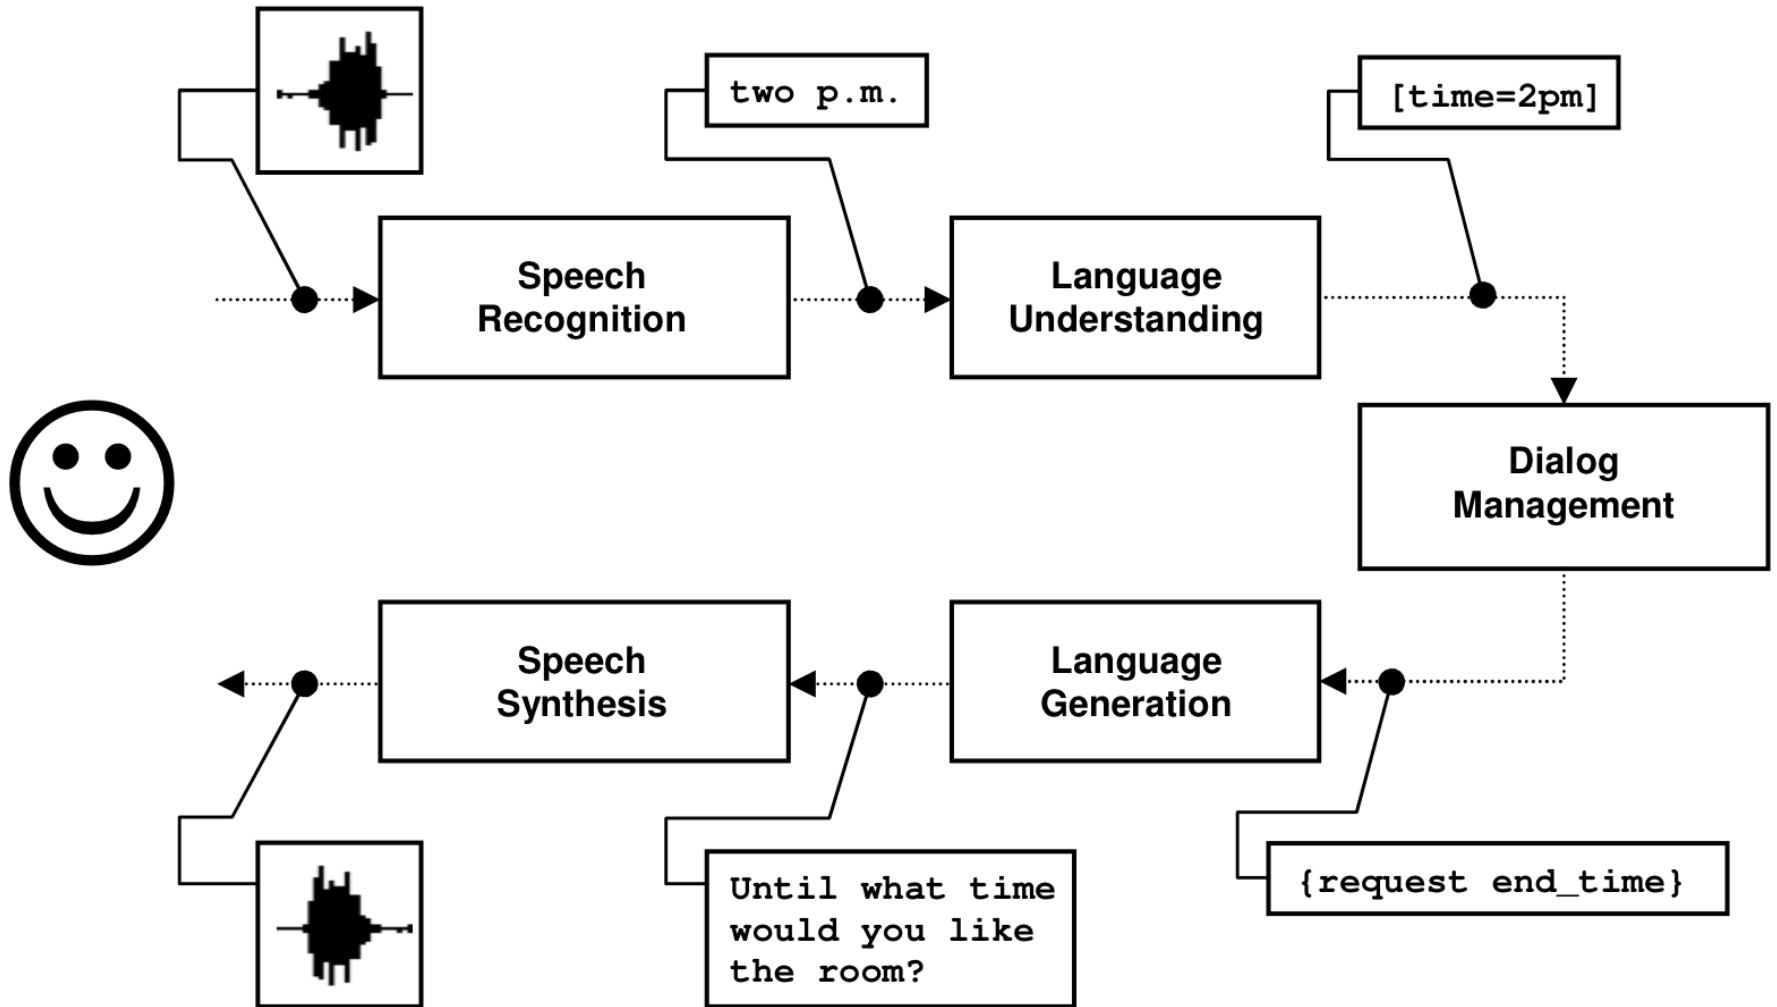 two p.m.
[time=2pm]
Speech
Recognition
Language
Understanding
Dialog
Management
Speech
Synthesis
Language
Generation
Until what time
would you like
the room?
{request end_time}